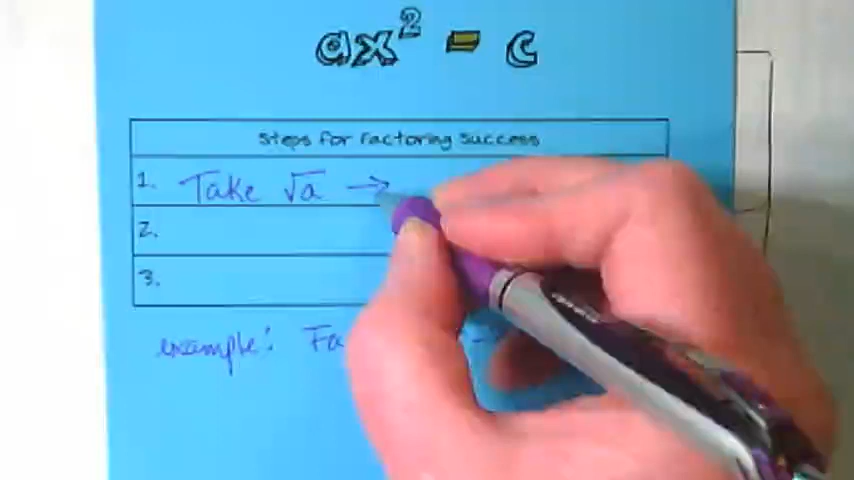 ax² = c
Steps for Factoring Success
1. Take √a →
2.
3.
example: Fa